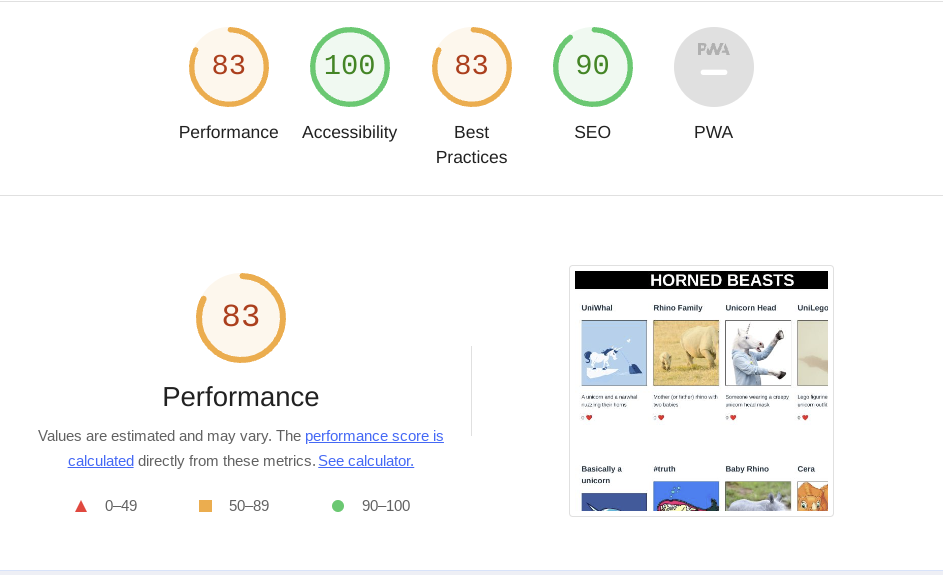 83
100
83
90
PWA
Performance
Accessibility
Best
Practices
SEO
PWA
83
Performance
Values are estimated and may vary. The performance score is
calculated directly from these metrics. See calculator.
0–49
50–89
90–100
HORNED BEASTS
UniWhal
Rhino Family
Unicorn Head
UniLego
A unicorn and a narwhal
nuzzling their horns
Mother (or father) rhino with
two babies
Someone wearing a creepy
unicorn head mask
Lego figurine
unicorn outfit
0
0
0
0
Basically a
unicorn
#truth
Baby Rhino
Cera